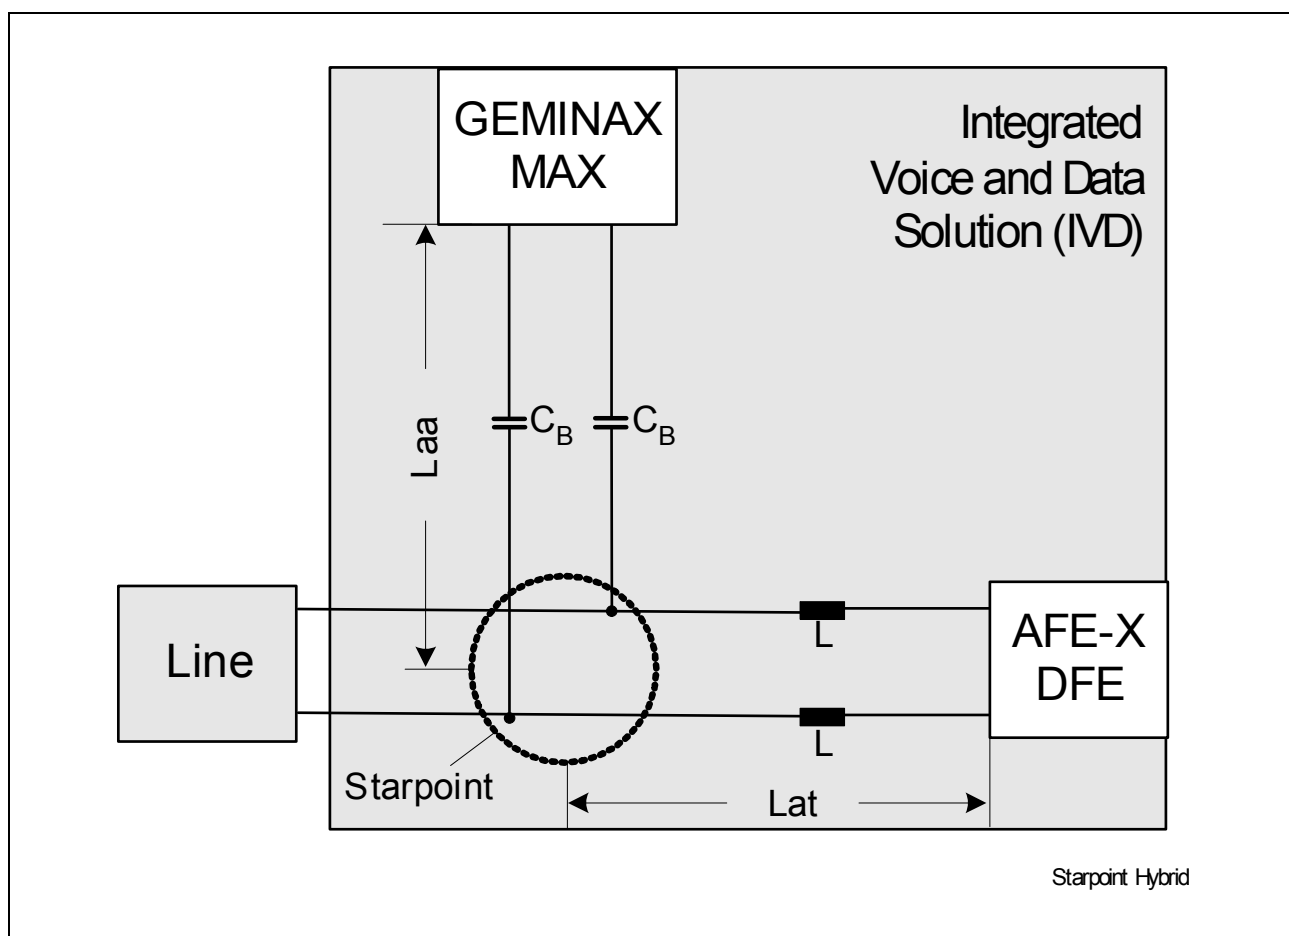 GEMINAX
MAX
Integrated
Voice and Data
Solution (IVD)
Laa
C_B
C_B
Line
L
L
AFE-X
DFE
Starpoint
Lat
Starpoint Hybrid